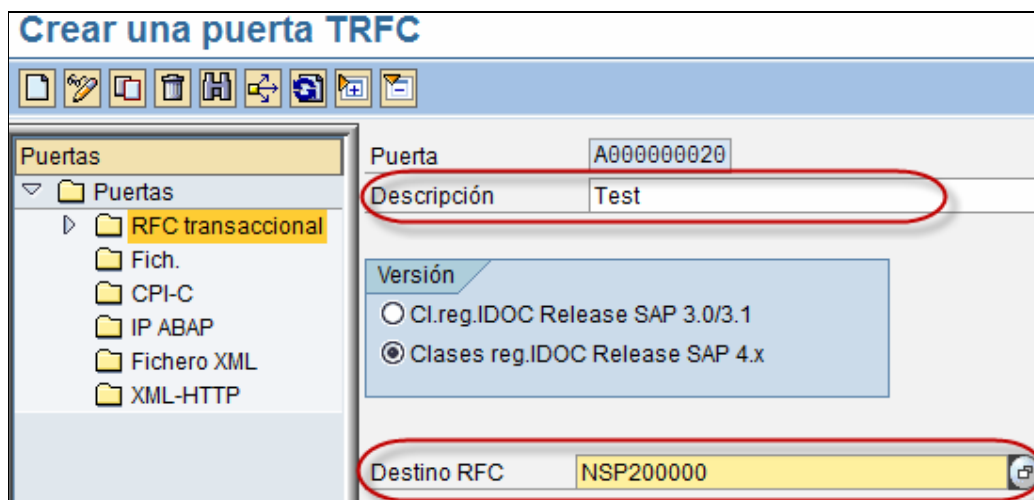 Crear una puerta TRFC
Puertas
Puertas
RFC transaccional
Fich.
CPI-C
IP ABAP
Fichero XML
XML-HTTP
Puerta A000000020
Descripción Test
Versión
Cl.reg.IDOC Release SAP 3.0/3.1
Clases reg.IDOC Release SAP 4.x
Destino RFC NSP200000